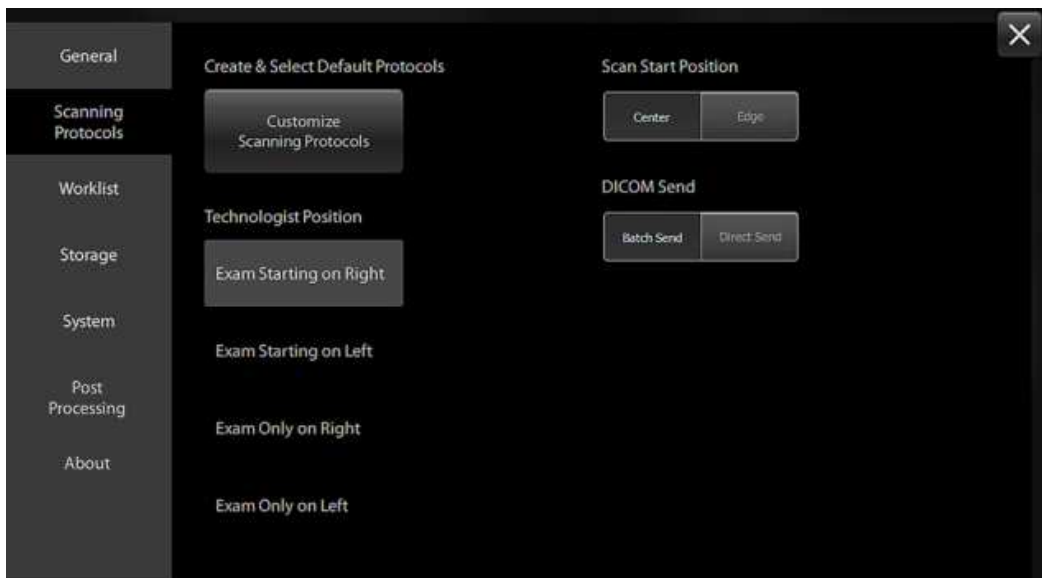 General
Scanning
Protocols
Worklist
Storage
System
Post
Processing
About
Create & Select Default Protocols
Customize
Scanning Protocols
Technologist Position
Exam Starting on Right
Exam Starting on Left
Exam Only on Right
Exam Only on Left
Scan Start Position
Center Edge
DICOM Send
Batch Send Direct Send